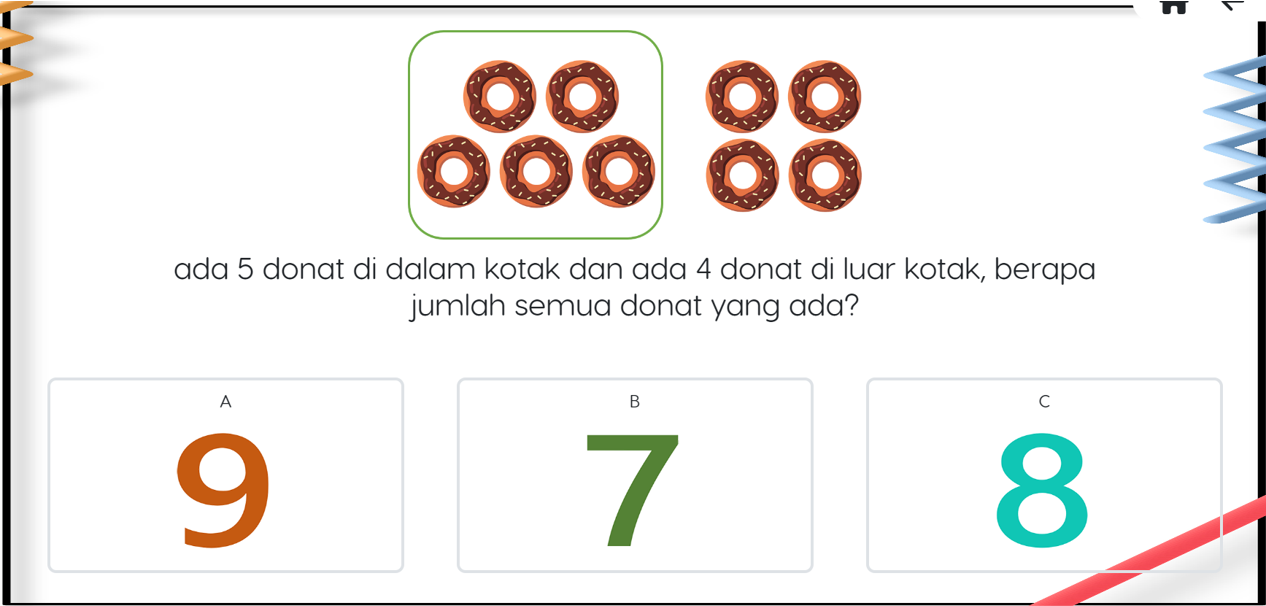 ada 5 donat di dalam kotak dan ada 4 donat di luar kotak, berapa
jumlah semua donat yang ada?
A
B
C
9
7
8